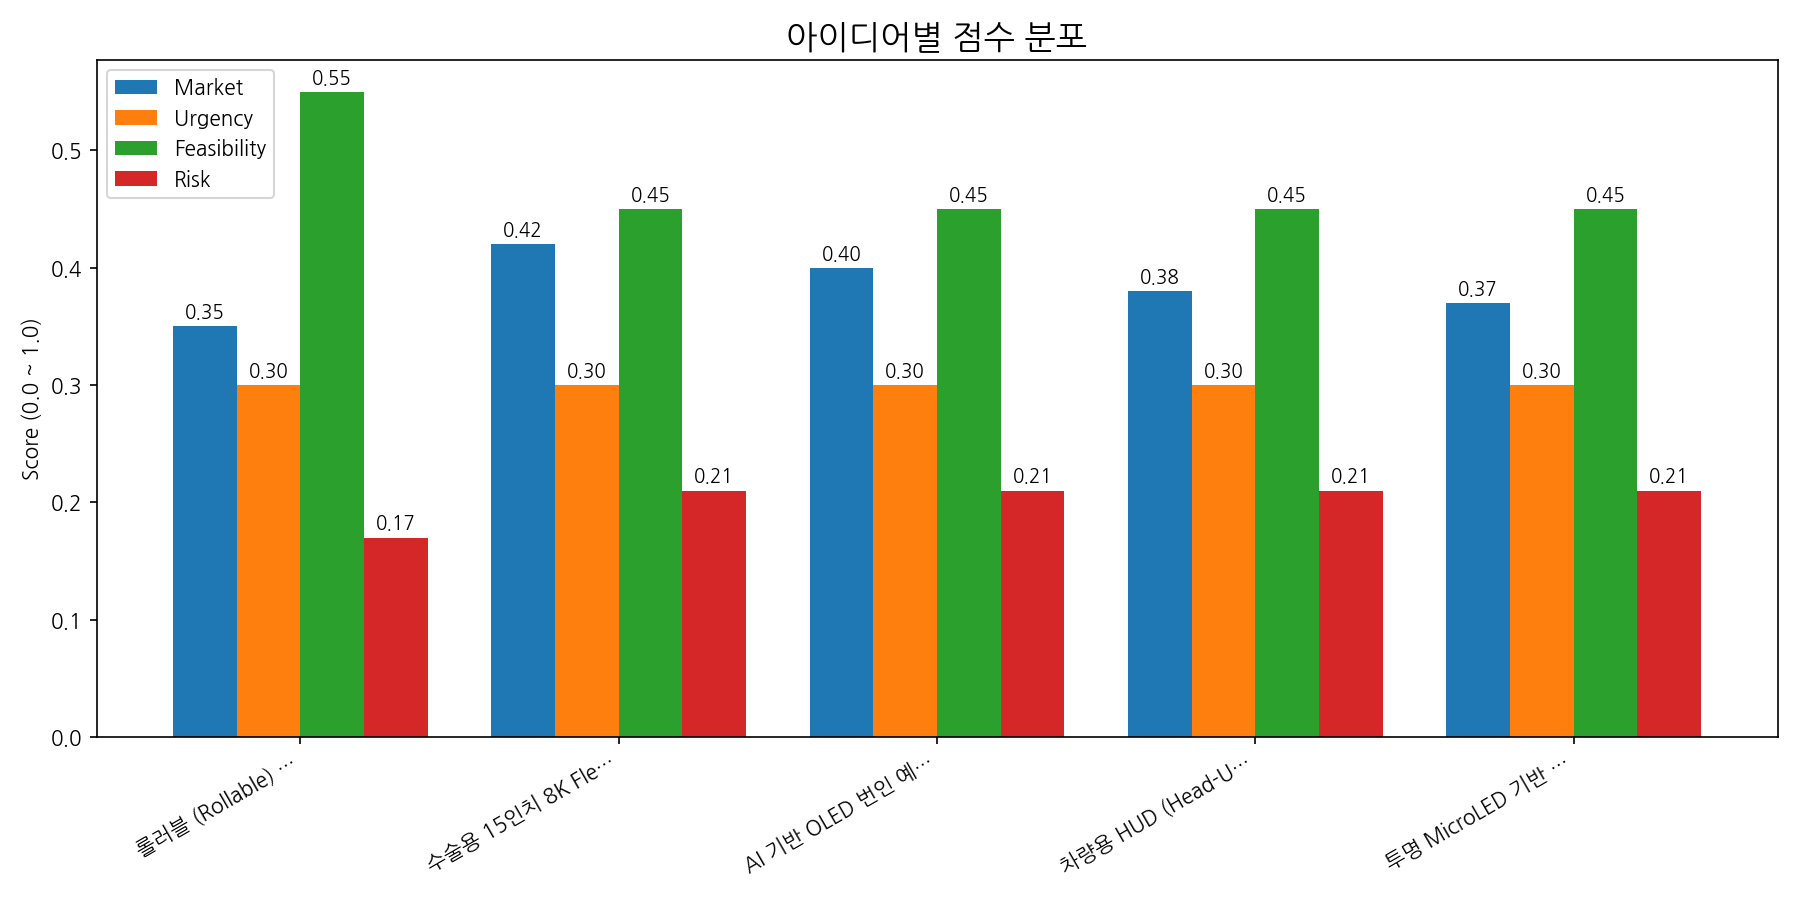 아이디어별 점수 분포
Market
Urgency
Feasibility
Risk
Score (0.0 ~ 1.0)
0.5
0.4
0.3
0.2
0.1
0.0
0.35
0.30
0.55
0.17
0.42
0.30
0.45
0.21
0.40
0.30
0.45
0.21
0.38
0.30
0.45
0.21
0.37
0.30
0.45
0.21
롤러블 (Rollable) …
수술용 15인치 8K Fle…
AI 기반 OLED 번인 예…
차량용 HUD (Head-U…
투명 MicroLED 기반 …